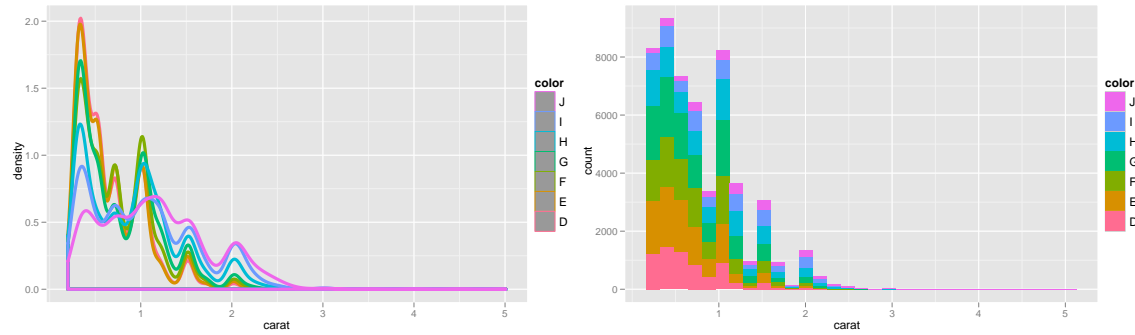 2.0
1.5
1.0
0.5
0.0
density
1 2 3 4 5
carat
color
J
I
H
G
F
E
D
8000
6000
4000
2000
0
count
1 2 3 4 5
carat
color
J
I
H
G
F
E
D